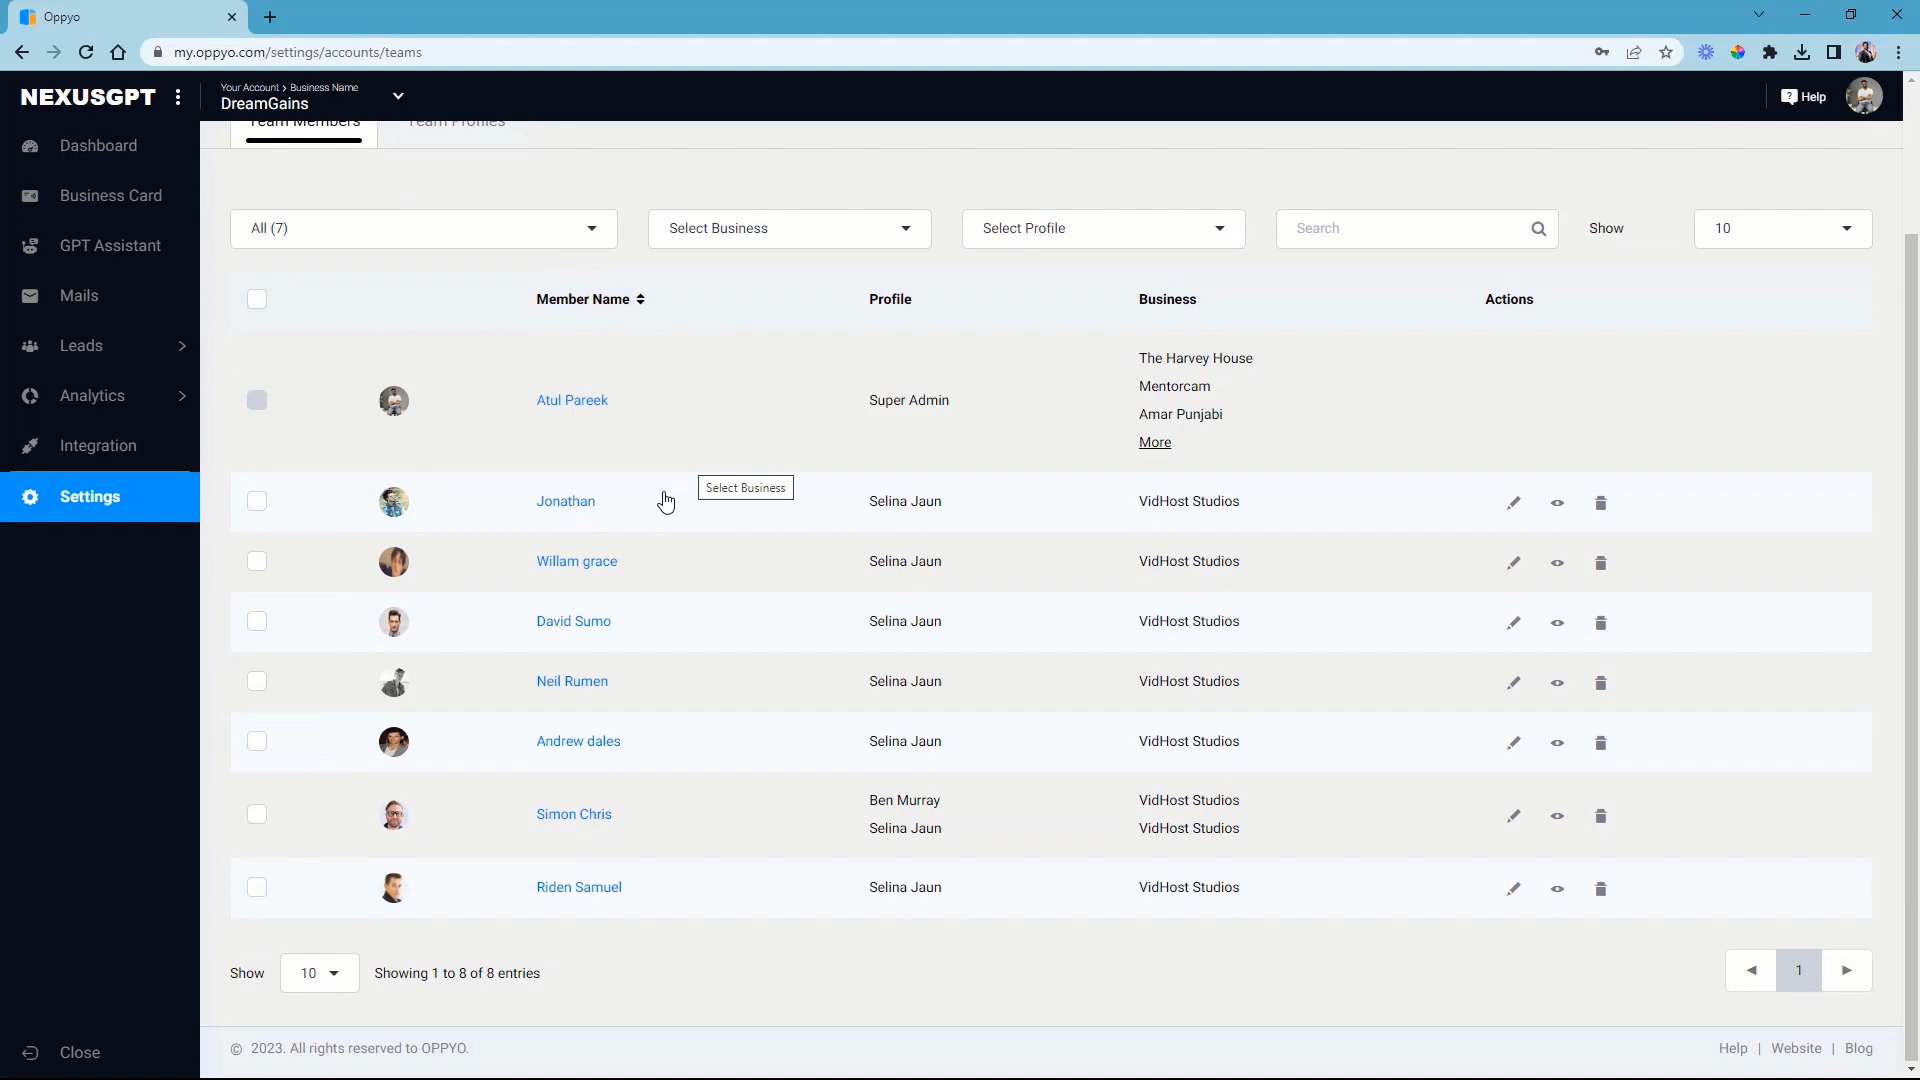 Oppyo
my.oppyo.com/settings/accounts/teams
NEXUSGPT
Your Account > Business Name
DreamGains
Help
Team Members
Team Profiles
Dashboard
Business Card
GPT Assistant
Mails
Leads
Analytics
Integration
Settings
Close
All (7)
Select Business
Select Profile
Search
Show
10
Member Name
Profile
Business
Actions
Atul Pareek
Super Admin
The Harvey House
Mentorcam
Amar Punjabi
More
Select Business
Jonathan
Selina Jaun
VidHost Studios
Willam grace
Selina Jaun
VidHost Studios
David Sumo
Selina Jaun
VidHost Studios
Neil Rumen
Selina Jaun
VidHost Studios
Andrew dales
Selina Jaun
VidHost Studios
Simon Chris
Ben Murray
Selina Jaun
VidHost Studios
VidHost Studios
Riden Samuel
Selina Jaun
VidHost Studios
Show
10
Showing 1 to 8 of 8 entries
1
© 2023. All rights reserved to OPPYO.
Help | Website | Blog